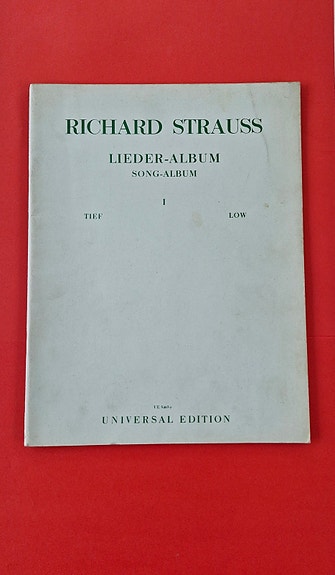 RICHARD STRAUSS
LIEDER-ALBUM
SONG-ALBUM
I
TIEF LOW
UNIVERSAL EDITION